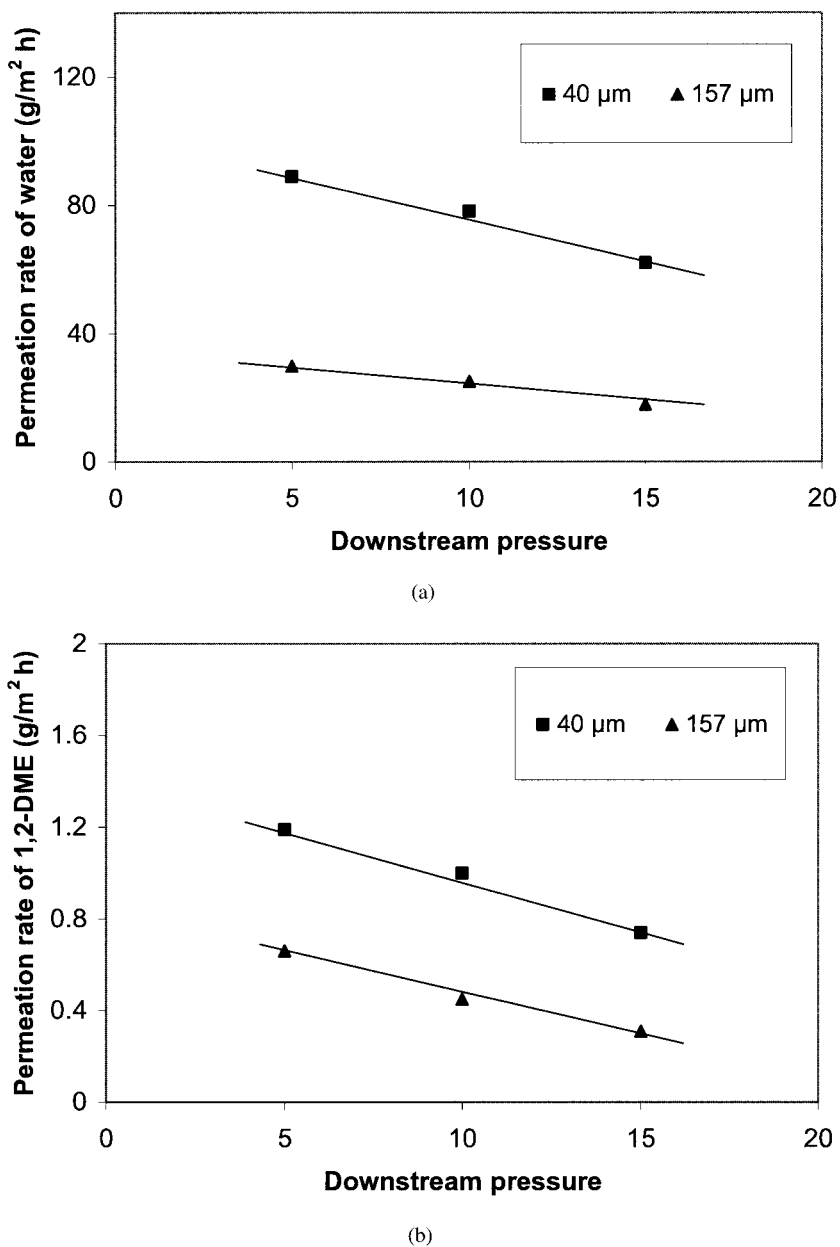 Permeation rate of water (g/m² h)
120
80
40
0
■ 40 µm ▲ 157 µm
0 5 10 15 20
Downstream pressure
(a)
Permeation rate of 1,2-DME (g/m² h)
2
1.6
1.2
0.8
0.4
0
■ 40 µm ▲ 157 µm
0 5 10 15 20
Downstream pressure
(b)